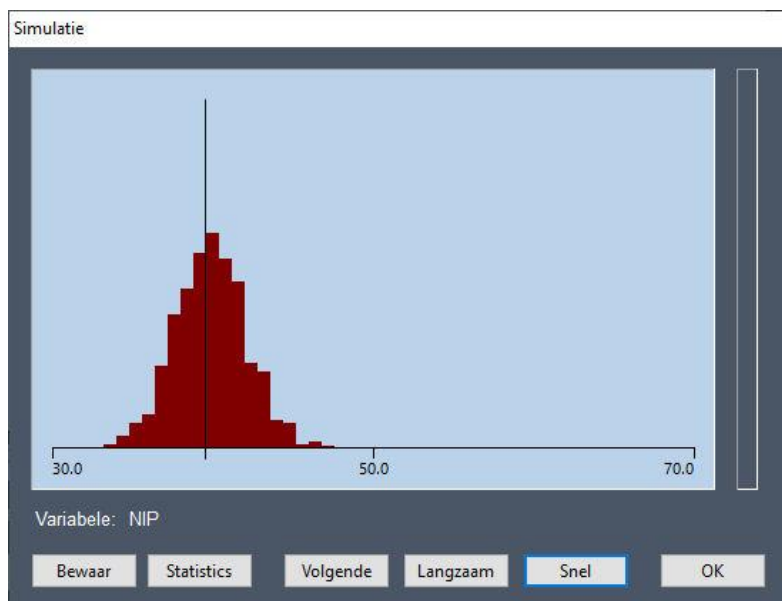 Simulatie
30.0 50.0 70.0
Variabele: NIP
Bewaar Statistics Volgende Langzaam Snel OK